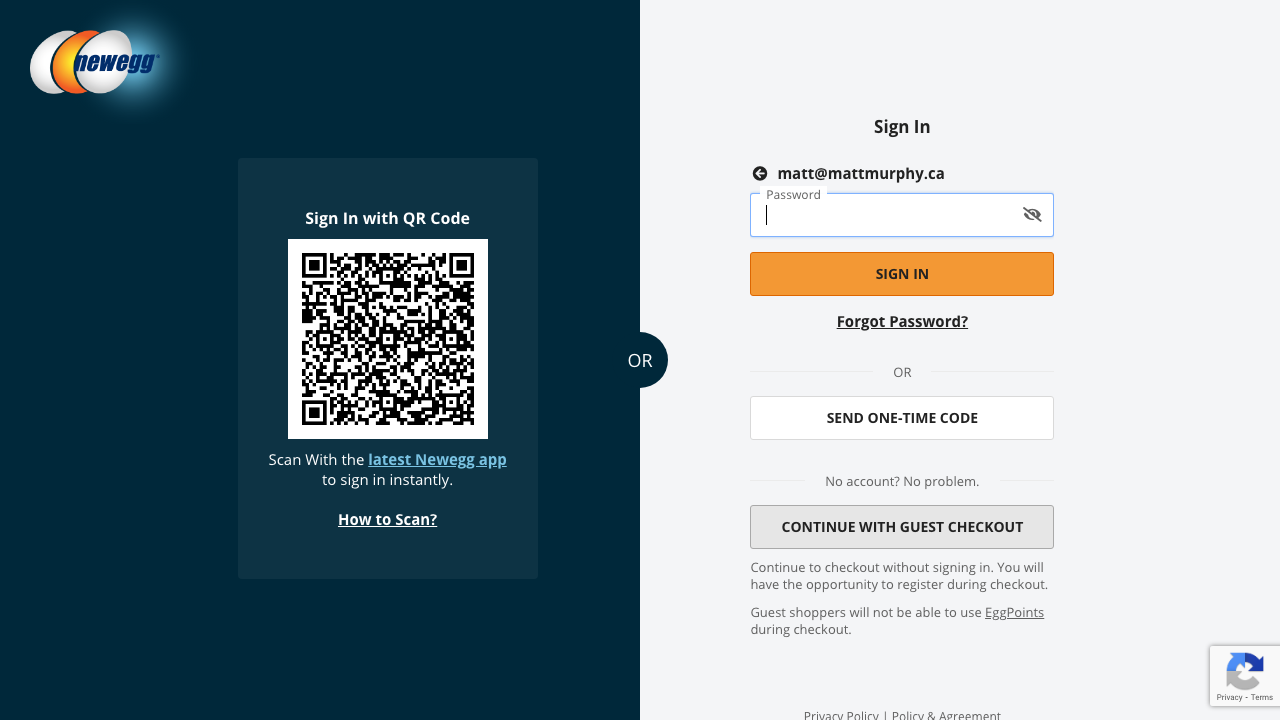 newegg
Sign In with QR Code
Scan With the latest Newegg app
to sign in instantly.
How to Scan?
OR
Sign In
matt@mattmurphy.ca
Password
SIGN IN
Forgot Password?
OR
SEND ONE-TIME CODE
No account? No problem.
CONTINUE WITH GUEST CHECKOUT
Continue to checkout without signing in. You will
have the opportunity to register during checkout.
Guest shoppers will not be able to use EggPoints
during checkout.
Privacy - Terms
Privacy Policy | Policy & Agreement